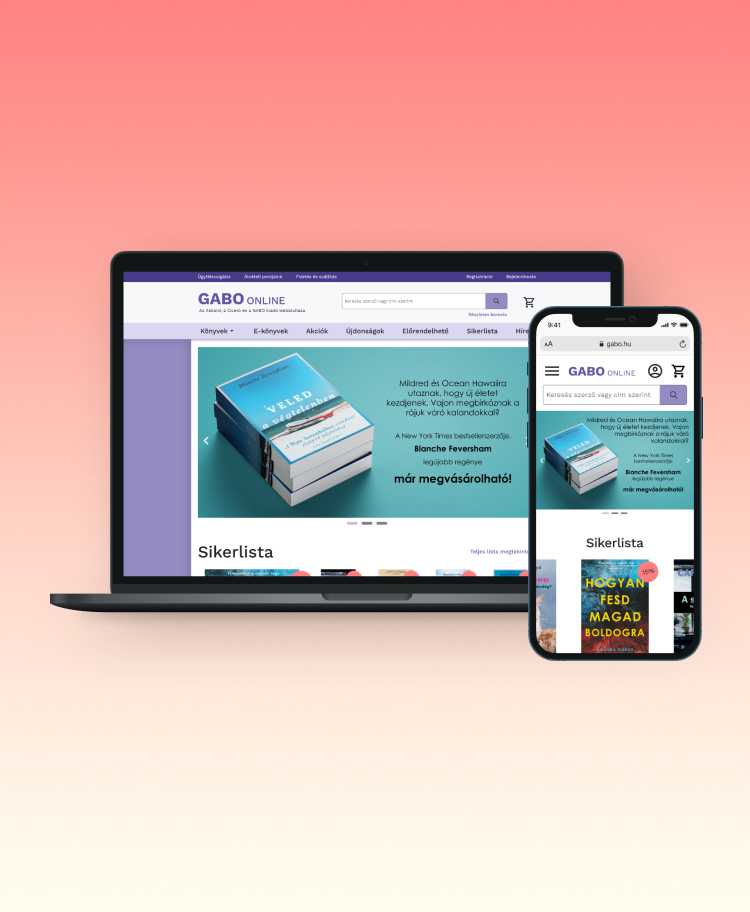 Ügyfélszolgálat Átvételi pontjaink Fizetés és szállítás Regisztráció Bejelentkezés
GABO ONLINE
Az Akkord, a Ciceró és a GABO kiadó webáruháza
Keresés szerző vagy cím szerint
Részletes keresés
Könyvek E-könyvek Akciók Újdonságok Előrendelhető Sikerlista Híre
Blanche Feversham
VELED
a végtelenben
Mildred és Ocean Hawaiira
utaznak, hogy új életet
kezdjenek. Vajon megbirkóznak a
rájuk váró kalandokkal?
A New York Times bestsellerszerzője,
Blanche Feversham
legújabb regénye
már megvásárolható!
Sikerlista
Teljes lista megtekint
9:41
AA gabo.hu
GABO ONLINE
Keresés szerző vagy cím szerint
VELED
Mildred és Ocean Hawaiira utaznak,
hogy új életet kezdjenek. Vajon
megbirkóznak a rájuk váró
kalandokkal!
A New York Times
bestsellerszerzője,
Blanche Feversham
legújabb regénye
már megvásárolható!
Sikerlista
15%
HOGYAN
FESD
MAGAD
BOLDOGRA